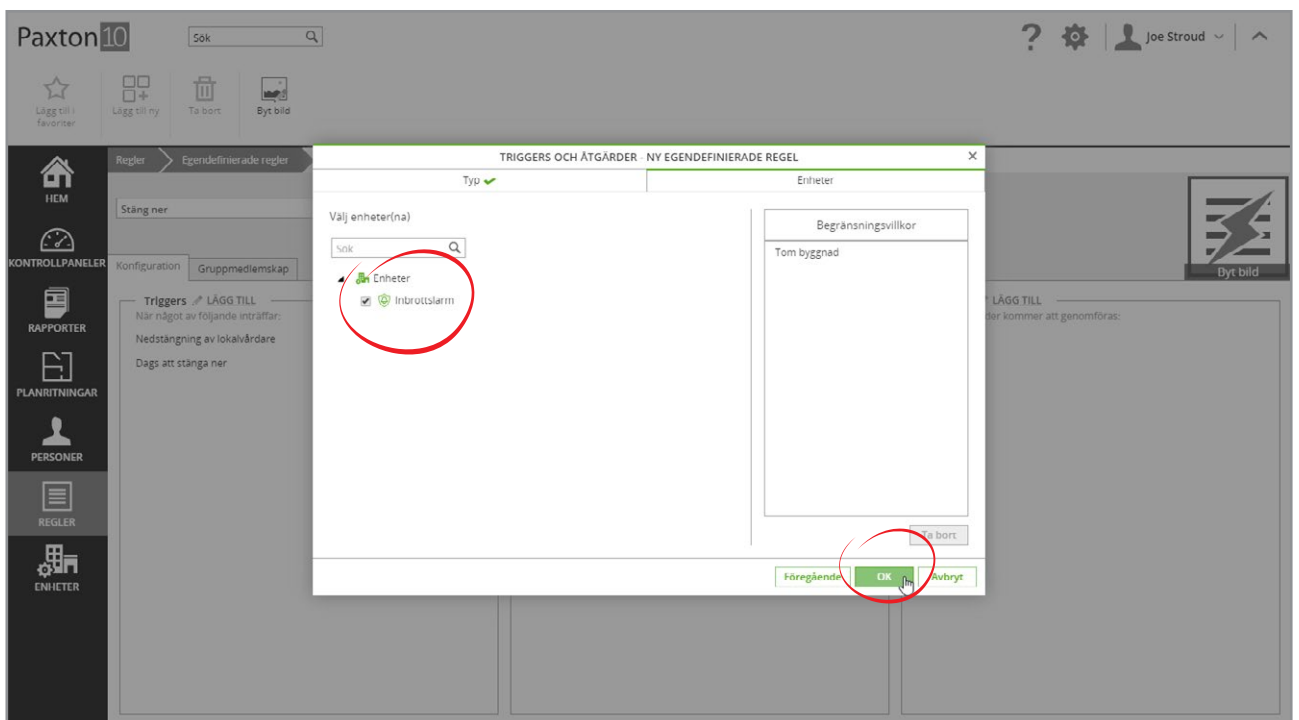 Paxton 10
Sök
Joe Stroud
Lägg till i favoriter
Lägg till ny
Ta bort
Byt bild
HEM
KONTROLLPANELER
RAPPORTER
PLANRITNINGAR
PERSONER
REGLER
ENHETER
Regler
Egendefinierade regler
Stäng ner
Konfiguration
Gruppmedlemskap
Triggers LÄGG TILL
När något av följande inträffar:
Nedstängning av lokalvårdare
Dags att stänga ner
TRIGGERS OCH ÅTGÄRDER - NY EGENDEFINIERADE REGEL
Typ
Enheter
Välj enheter(na)
Sök
Enheter
Inbrottslarm
Begränsningsvillkor
Tom byggnad
Ta bort
Föregående
OK
Avbryt
Byt bild
LÄGG TILL
der kommer att genomföras: